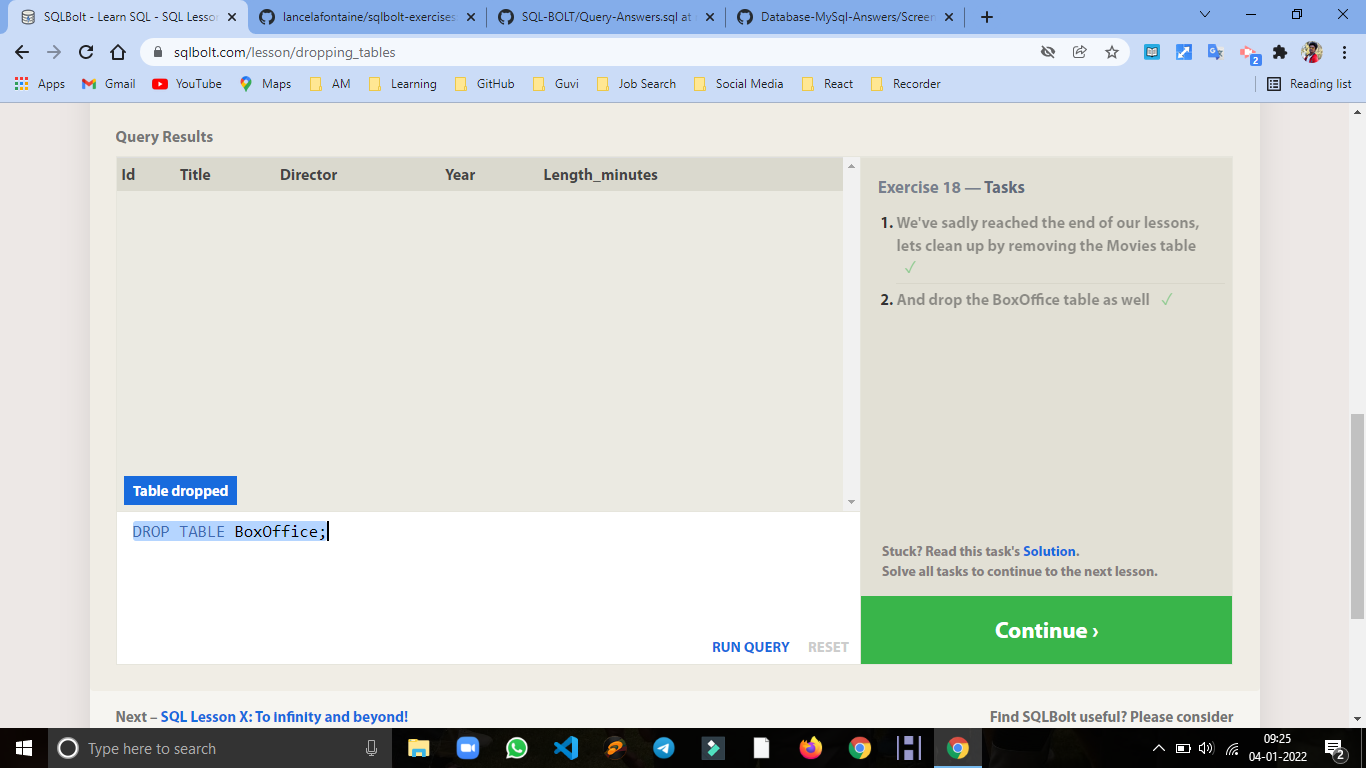 SQLBolt - Learn SQL - SQL Lesson
lancelafontaine/sqlbolt-exercises
SQL-BOLT/Query-Answers.sql at
Database-MySql-Answers/Screen
sqlbolt.com/lesson/dropping_tables
2
Apps Gmail YouTube Maps AM Learning GitHub Guvi Job Search Social Media React Recorder Reading list
Query Results
Id Title Director Year Length_minutes
Exercise 18 — Tasks
1. We've sadly reached the end of our lessons,
lets clean up by removing the Movies table
✓
2. And drop the BoxOffice table as well ✓
Table dropped
DROP TABLE BoxOffice;
Stuck? Read this task's Solution.
Solve all tasks to continue to the next lesson.
RUN QUERY RESET
Continue ›
Next – SQL Lesson X: To infinity and beyond!
Find SQLBolt useful? Please consider
Type here to search
09:25
04-01-2022
2